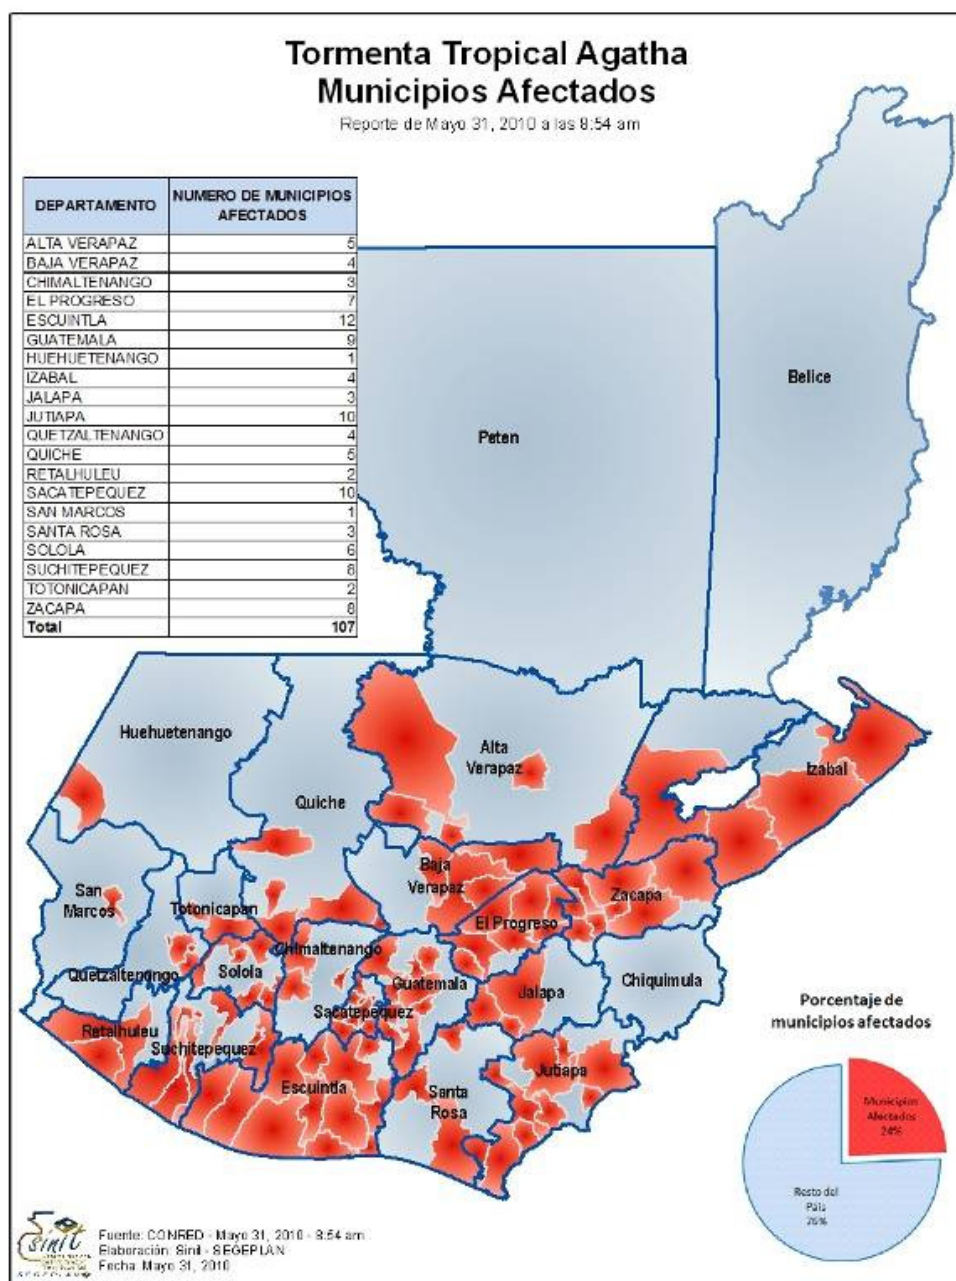 Tormenta Tropical Agatha
Municipios Afectados
Reporte de Mayo 31, 2010 a las 8:54 am
DEPARTAMENTO NUMERO DE MUNICIPIOS AFECTADOS
ALTA VERAPAZ 5
BAJA VERAPAZ 4
CHIMALTENANGO 3
EL PROGRESO 7
ESCUINTLA 12
GUATEMALA 9
HUEHUETENANGO 1
IZABAL 4
JALAPA 3
JUTIAPA 10
QUETZALTENANGO 4
QUICHE 5
RETALHULEU 2
SACATEPEQUEZ 10
SAN MARCOS 1
SANTA ROSA 3
SOLOLA 6
SUCHITEPEQUEZ 8
TOTONICAPAN 2
ZACAPA 8
Total 107
Belice
Peten
Huehuetenango
Alta
Verapaz
Izabal
Quiche
Baja
Verapaz
San
Marcos
Totonicapan
Zacapa
El Progreso
Chimaltenango
Quetzaltenango
Solola
Guatemala
Jalapa
Chiquimula
Sacatepequez
Retalhuleu
Suchitepequez
Escuintla
Santa
Rosa
Jutiapa
Porcentaje de
municipios afectados
Municipios
Afectados
24%
Resto del
País
76%
sinit
SEGEPLAN
Fuente: CONRED - Mayo 31, 2010 - 8:54 am
Elaboración: Sinit - SEGEPLAN
Fecha: Mayo 31, 2010